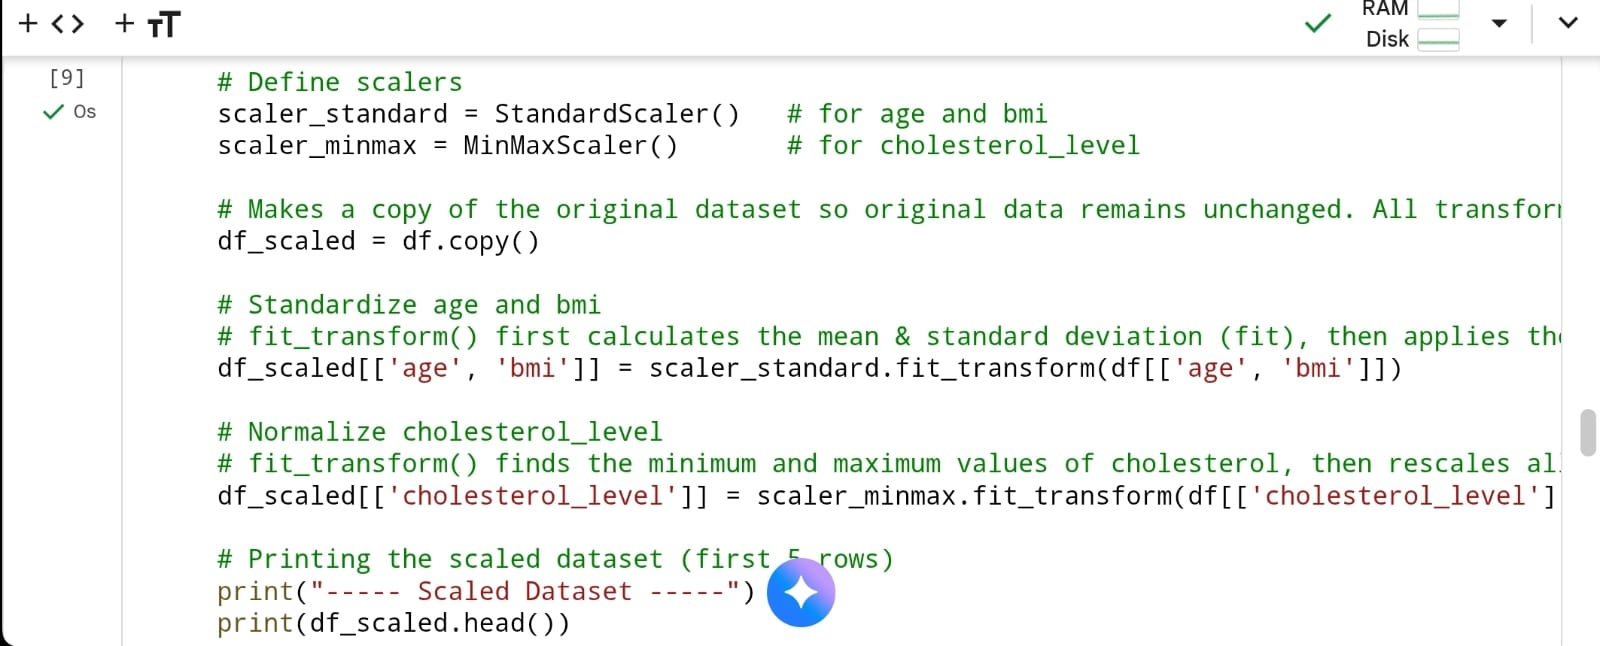 + <> + TT
RAM
Disk
[9]
0s
# Define scalers
scaler_standard = StandardScaler()   # for age and bmi
scaler_minmax = MinMaxScaler()       # for cholesterol_level
# Makes a copy of the original dataset so original data remains unchanged. All
df_scaled = df.copy()
# Standardize age and bmi
# fit_transform() first calculates the mean & standard deviation (fit), then applies
df_scaled[['age', 'bmi']] = scaler_standard.fit_transform(df[['age', 'bmi']])
# Normalize cholesterol_level
# fit_transform() finds the minimum and maximum values of cholesterol, then rescales
df_scaled[['cholesterol_level']] = scaler_minmax.fit_transform(df[['cholesterol_level']
# Printing the scaled dataset (first 5 rows)
print("----- Scaled Dataset -----")
print(df_scaled.head())